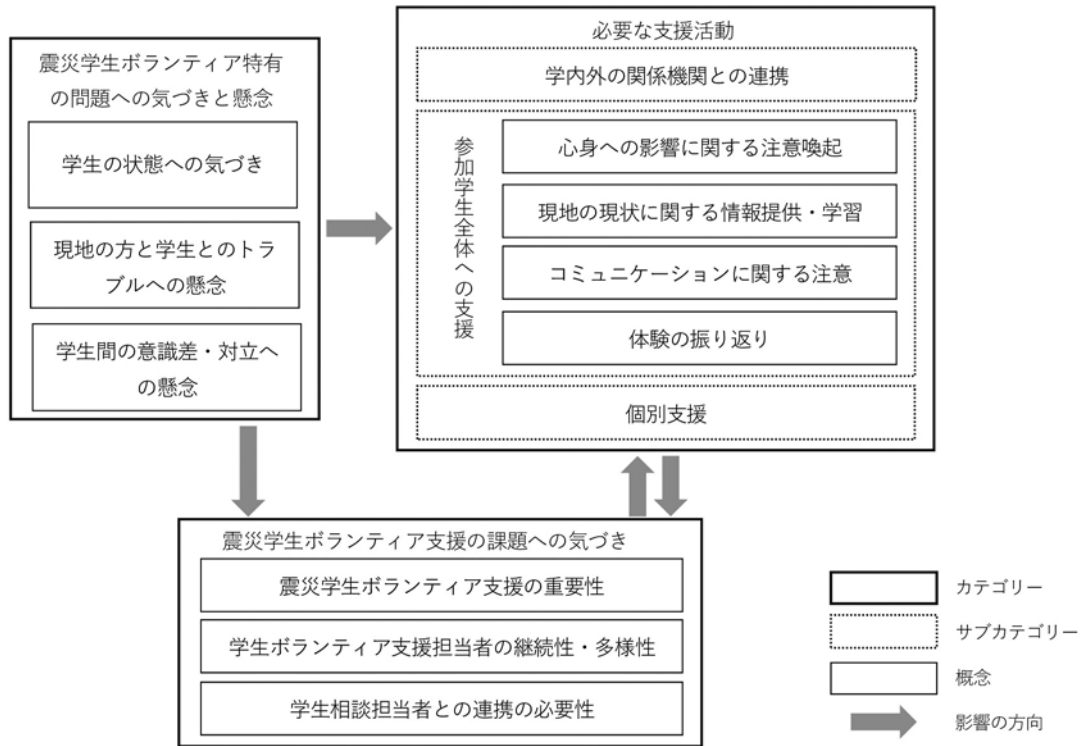 震災学生ボランティア特有
の問題への気づきと懸念
学生の状態への気づき
現地の方と学生とのトラ
ブルへの懸念
学生間の意識差・対立へ
の懸念
必要な支援活動
学内外の関係機関との連携
参加学生全体への支援
心身への影響に関する注意喚起
現地の現状に関する情報提供・学習
コミュニケーションに関する注意
体験の振り返り
個別支援
震災学生ボランティア支援の課題への気づき
震災学生ボランティア支援の重要性
学生ボランティア支援担当者の継続性・多様性
学生相談担当者との連携の必要性
カテゴリー
サブカテゴリー
概念
影響の方向